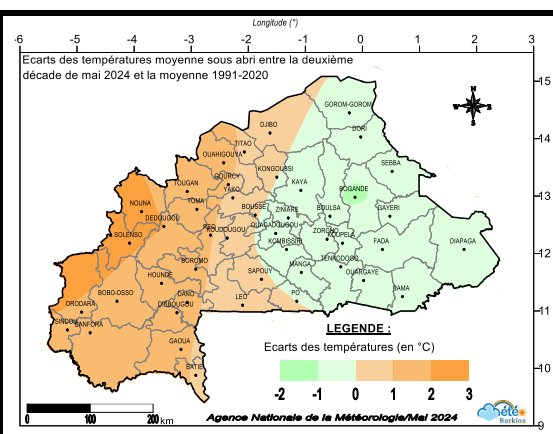 Longitude (°)
-6 -5 -4 -3 -2 -1 0 1 2 3
Ecarts des températures moyenne sous abri entre la deuxième
décade de mai 2024 et la moyenne 1991-2020
15
N
W E
S
GOROM-GOROM
DJIBO
DORI
14
TITAO
OUAHIGOUYA
KONGOUSSI
SEBBA
GOURCY
TOUGAN
KAYA
YAKO
BOGANDE
13
NOUNA
TOMA
BOUSSE
ZINIARE
BOULSA
GAYERI
DEDOUGOU
REO
KOUDOUGOU
OUAGADOUGOU
ZORGHO
KOUPELA
SOLENSO
KOMBISSIRI
FADA
DIAPAGA
12
BOROMO
MANGA
TENKODOGO
HOUNDE
SAPOUY
OUARGAYE
BOBO-DSSO
DANO
PAMA
ORODARA
DIEBOUGOU
LEO
PO
11
SINDOU
BANFORA
LEGENDE :
GAOUA
Ecarts des températures (en °C)
BATIE
10
-2 -1 0 1 2 3
0 100 200 km
Agence Nationale de la Météorologie/Mai 2024
météo
Burkina
9